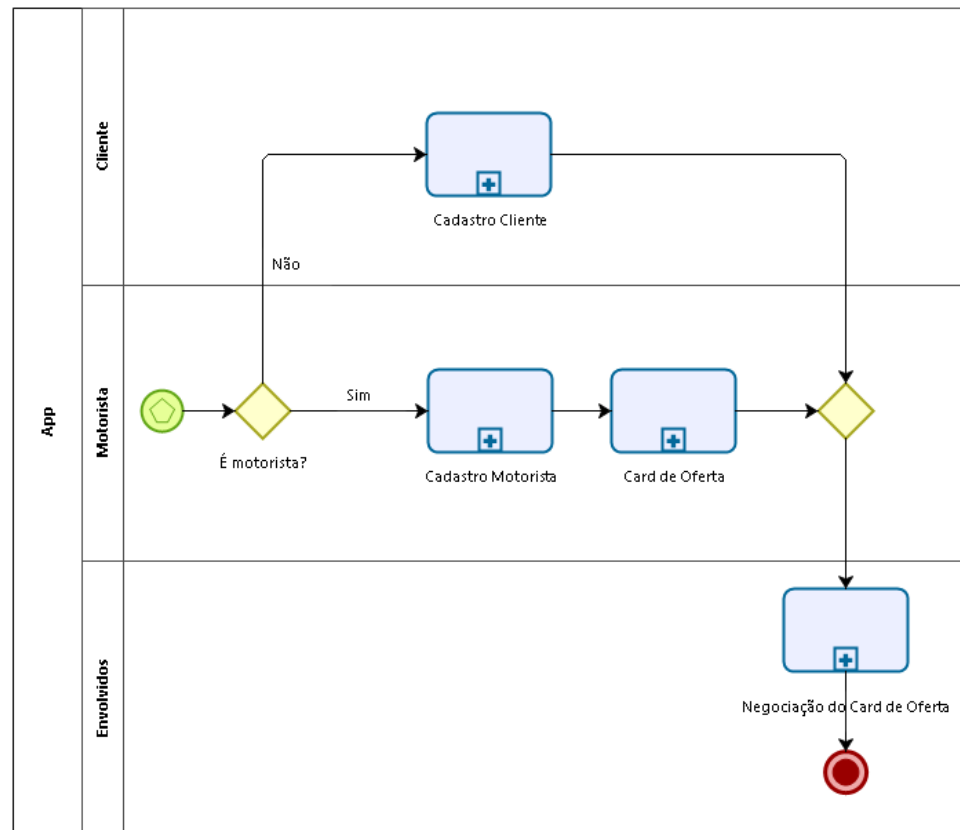 App
Cliente
Cadastro Cliente
Não
Motorista
Sim
É motorista?
Cadastro Motorista
Card de Oferta
Envolvidos
Negociação do Card de Oferta